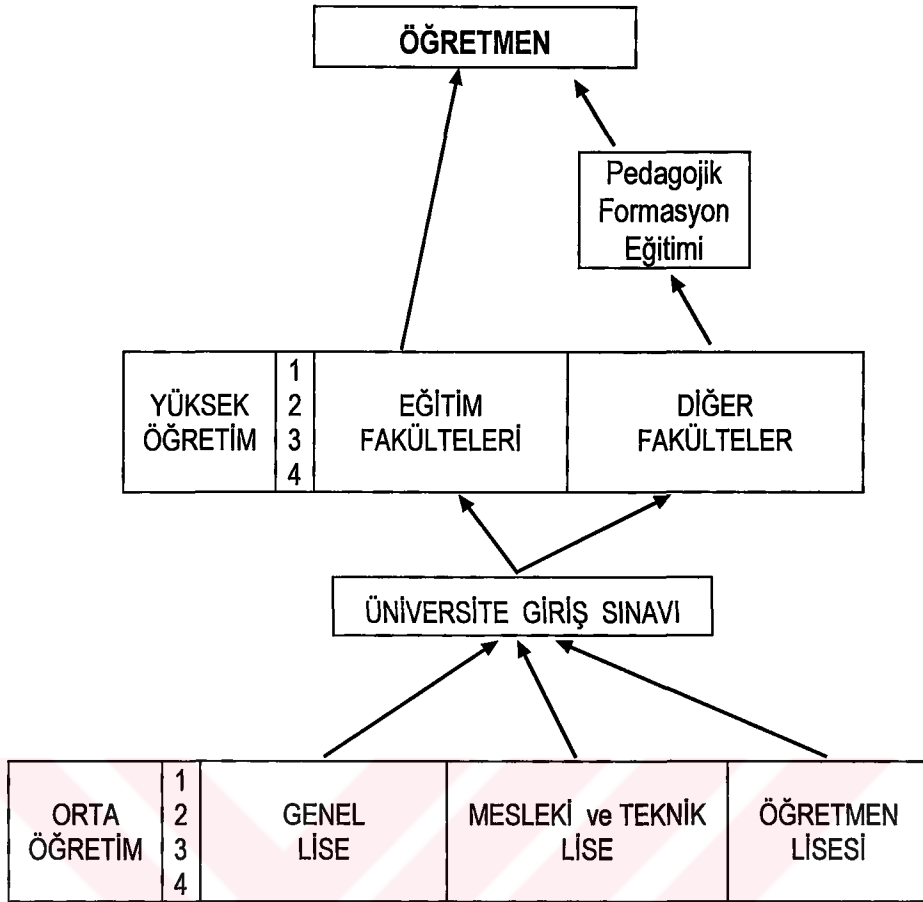 ÖĞRETMEN
Pedagojik
Formasyon
Eğitimi
YÜKSEK
ÖĞRETİM
1
2
3
4
EĞİTİM
FAKÜLTELERİ
DİĞER
FAKÜLTELER
ÜNİVERSİTE GİRİŞ SINAVI
ORTA
ÖĞRETİM
1
2
3
4
GENEL
LİSE
MESLEKİ ve TEKNİK
LİSE
ÖĞRETMEN
LİSESİ